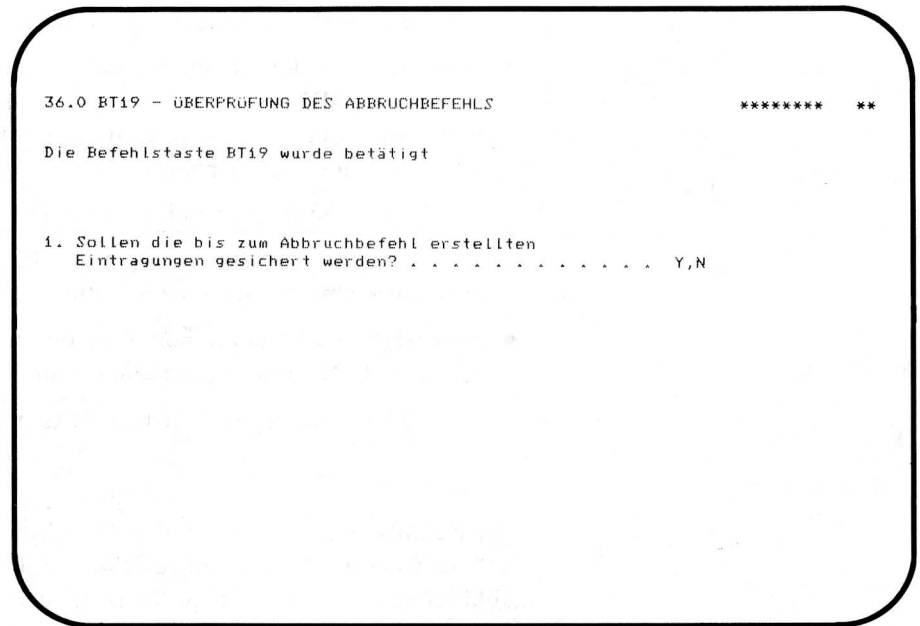 36.0 BT19 - ÜBERPRÜFUNG DES ABBRUCHBEFEHLS ******** **
Die Befehlstaste BT19 wurde betätigt
1. Sollen die bis zum Abbruchbefehl erstellten
Eintragungen gesichert werden? . . . . . . . . . . . . . Y,N